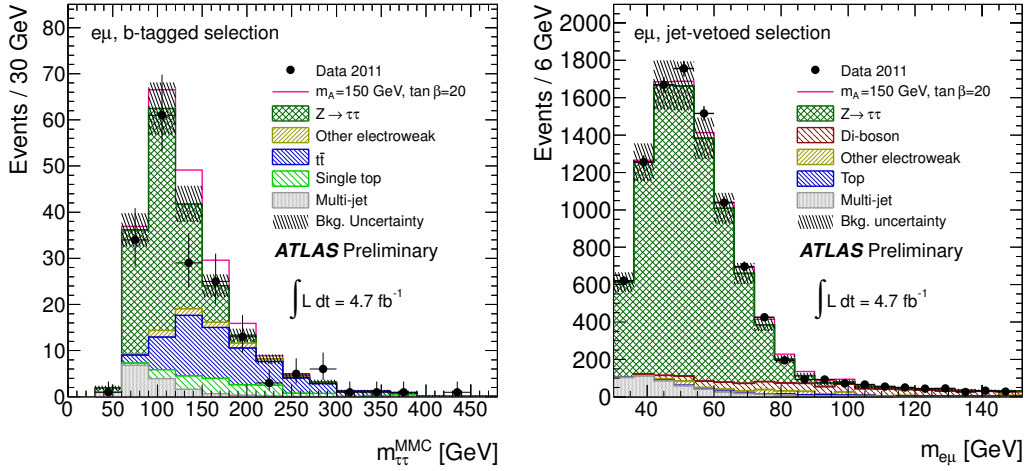 eμ, b-tagged selection
Data 2011
m_A=150 GeV, tan β=20
Z → ττ
Other electroweak
tt̄
Single top
Multi-jet
Bkg. Uncertainty
ATLAS Preliminary
∫ L dt = 4.7 fb⁻¹
Events / 30 GeV
80
70
60
50
40
30
20
10
0
0 50 100 150 200 250 300 350 400 450
m_ττ^MMC [GeV]
eμ, jet-vetoed selection
Data 2011
m_A=150 GeV, tan β=20
Z → ττ
Di-boson
Other electroweak
Top
Multi-jet
Bkg. uncertainty
ATLAS Preliminary
∫ L dt = 4.7 fb⁻¹
Events / 6 GeV
2000
1800
1600
1400
1200
1000
800
600
400
200
0
40 60 80 100 120 140
m_eμ [GeV]